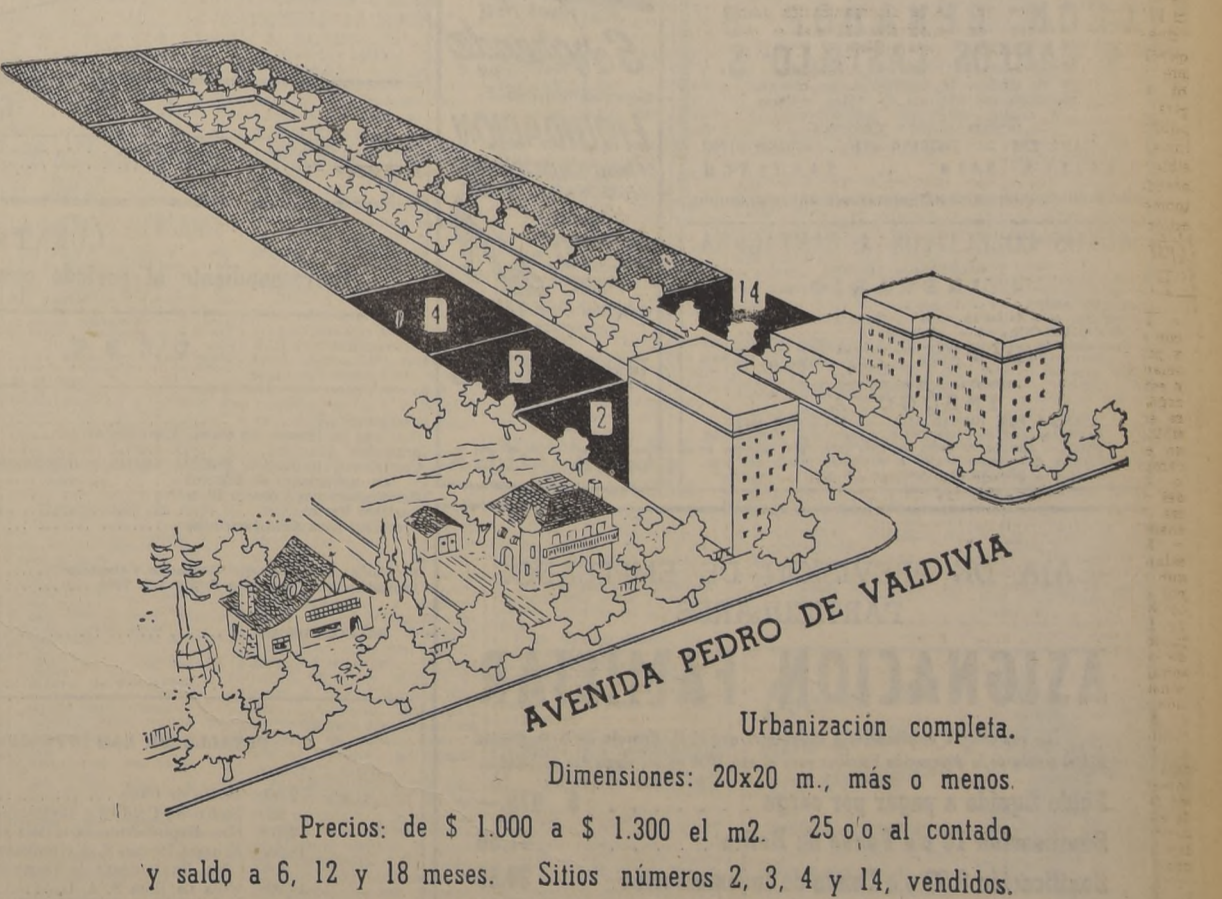 14
4
3
2
AVENIDA PEDRO DE VALDIVIA
Urbanización completa.
Dimensiones: 20x20 m., más o menos.
Precios: de $ 1.000 a $ 1.300 el m2. 25 o'o al contado
y saldo a 6, 12 y 18 meses. Sitios números 2, 3, 4 y 14, vendidos.